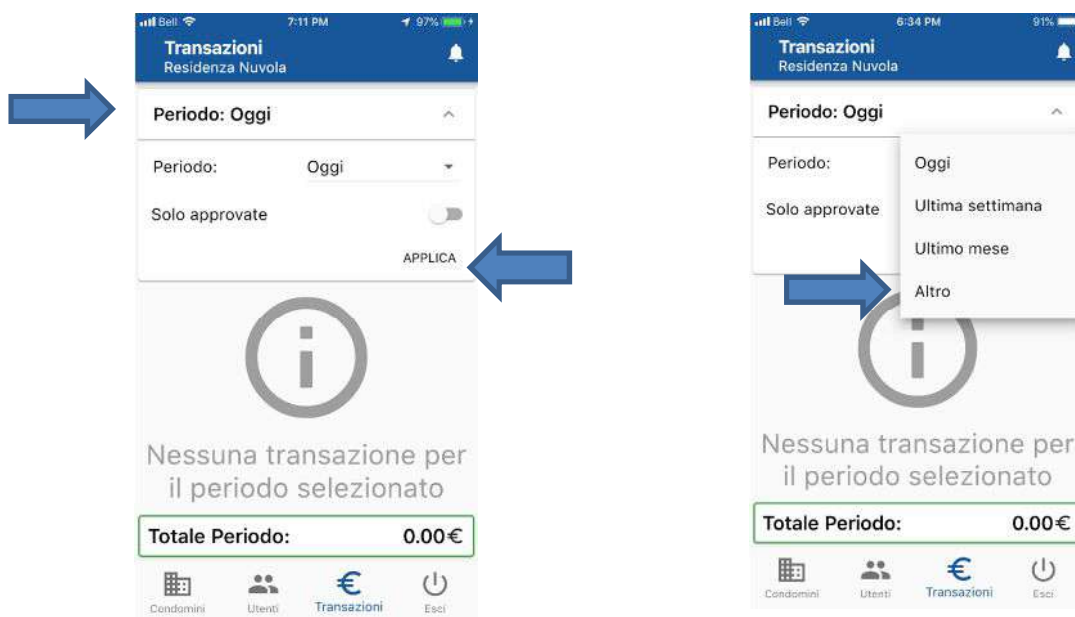 Bell 7:11 PM 97%
Transazioni
Residenza Nuvola
Periodo: Oggi
Periodo: Oggi
Solo approvate
APPLICA
Nessuna transazione per
il periodo selezionato
Totale Periodo: 0.00€
Condomini Utenti Transazioni Esci
Bell 6:34 PM 91%
Transazioni
Residenza Nuvola
Periodo: Oggi
Periodo: Oggi
Solo approvate Ultima settimana
Ultimo mese
Altro
Nessuna transazione per
il periodo selezionato
Totale Periodo: 0.00€
Condomini Utenti Transazioni Esci